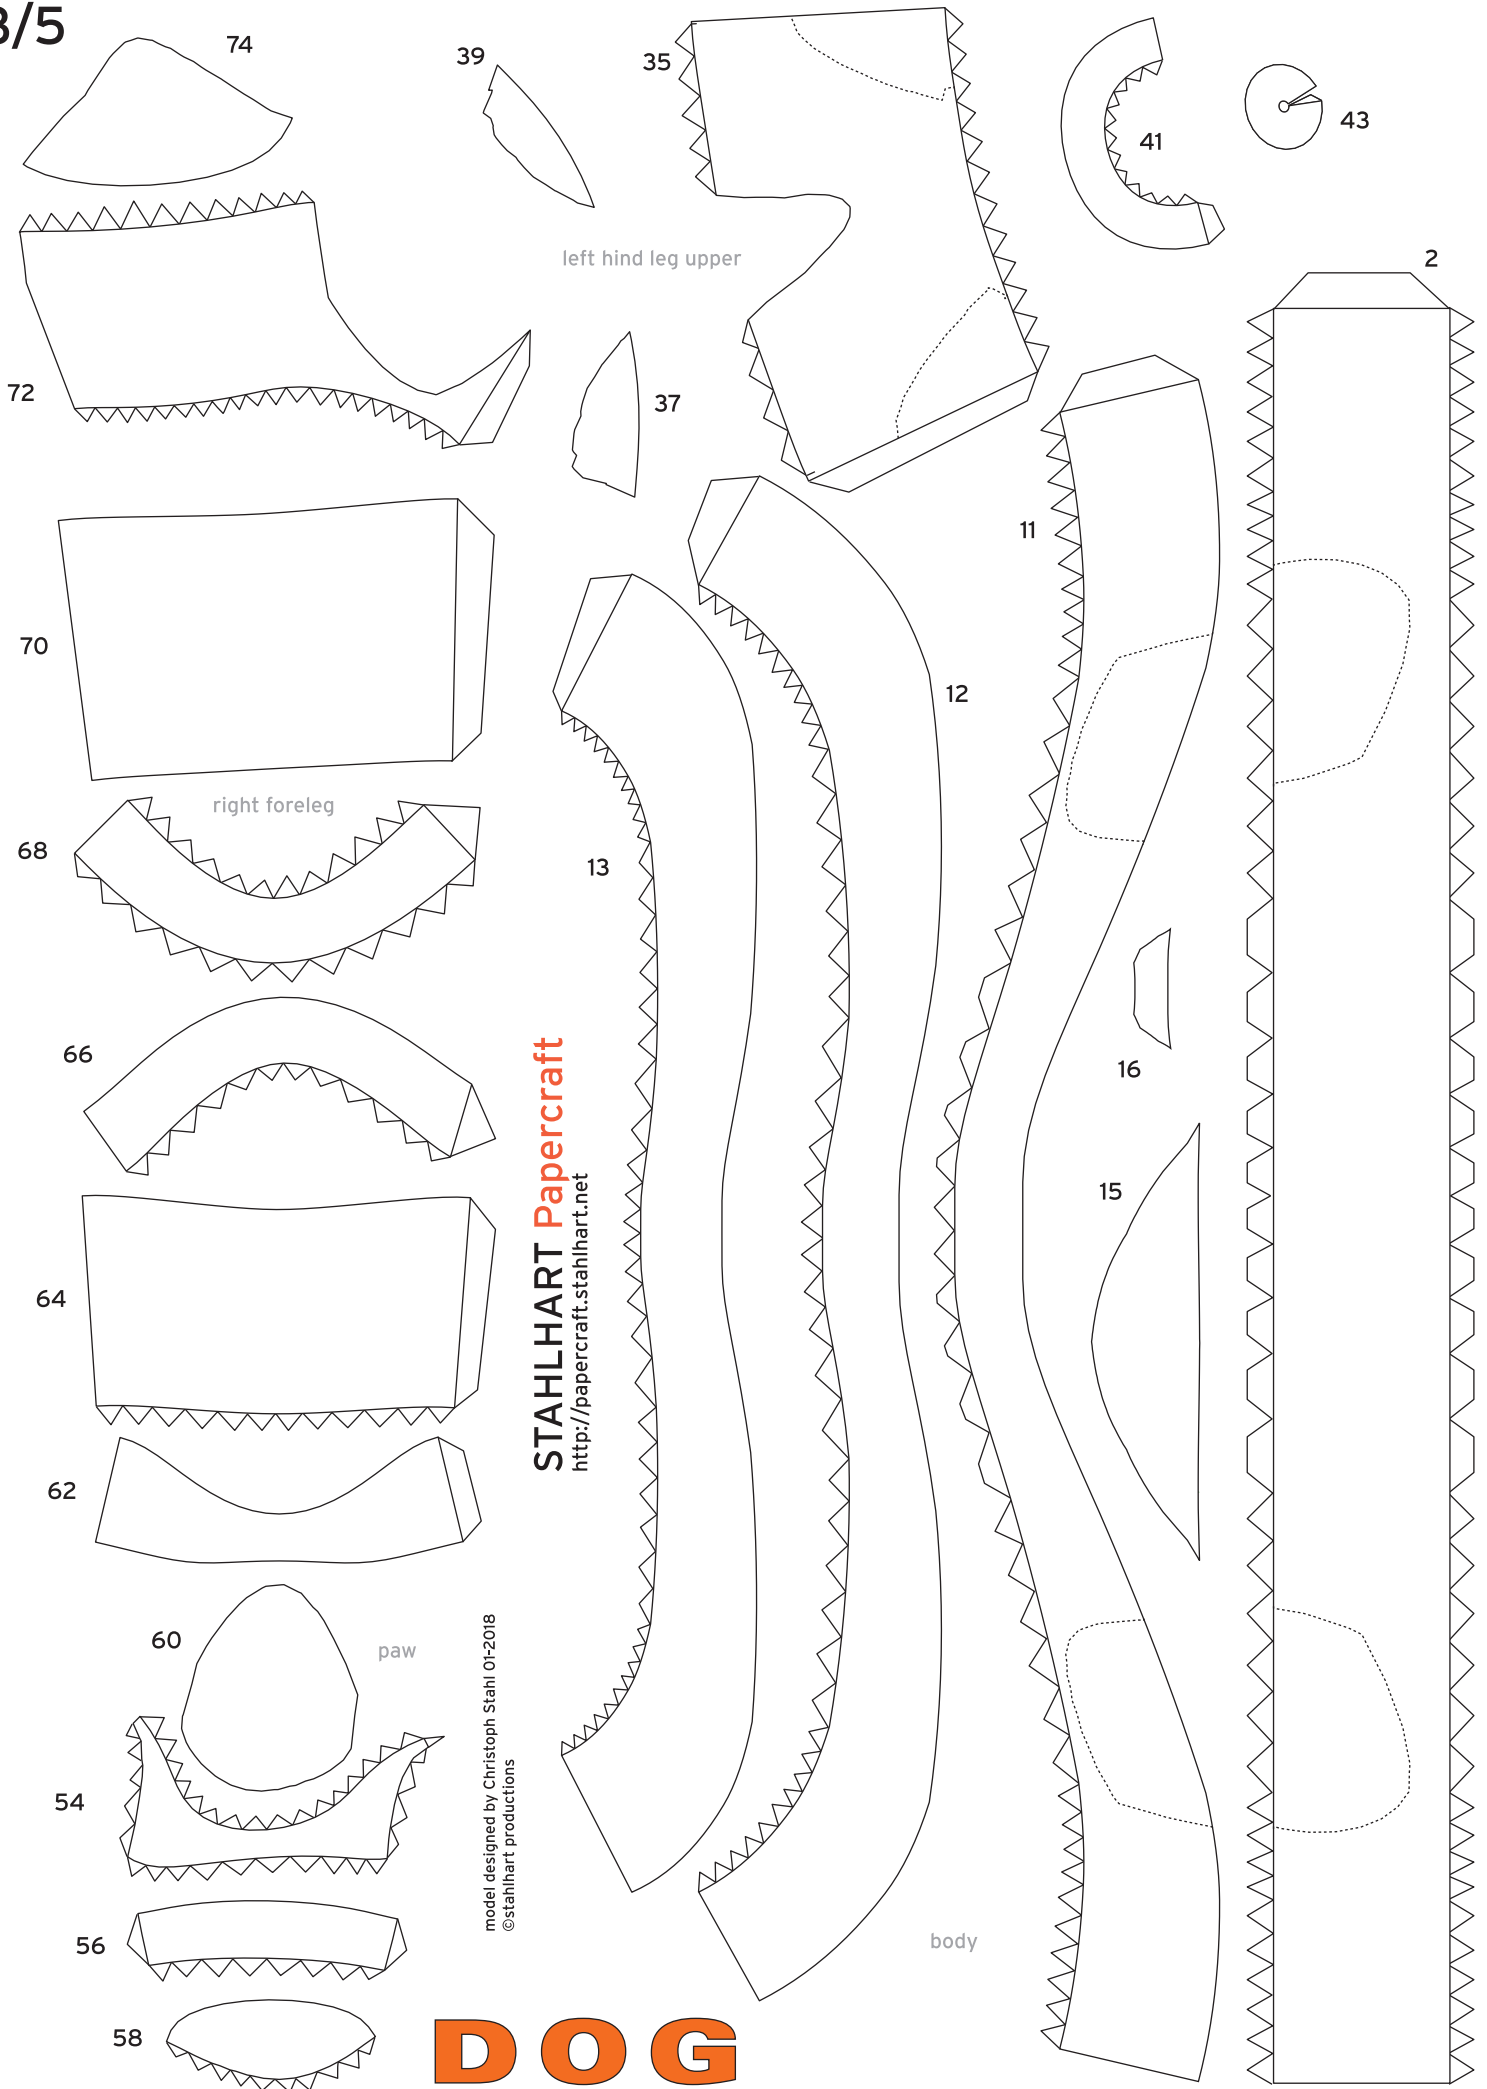 3/5
74
39
35
41
43
left hind leg upper
2
72
37
11
70
12
right foreleg
68
13
66
16
15
64
STAHLHART Papercraft
http://papercraft.stahlhart.net
62
60
paw
54
model designed by Christoph Stahl 01-2018
©stahlhart productions
56
body
58
DOG